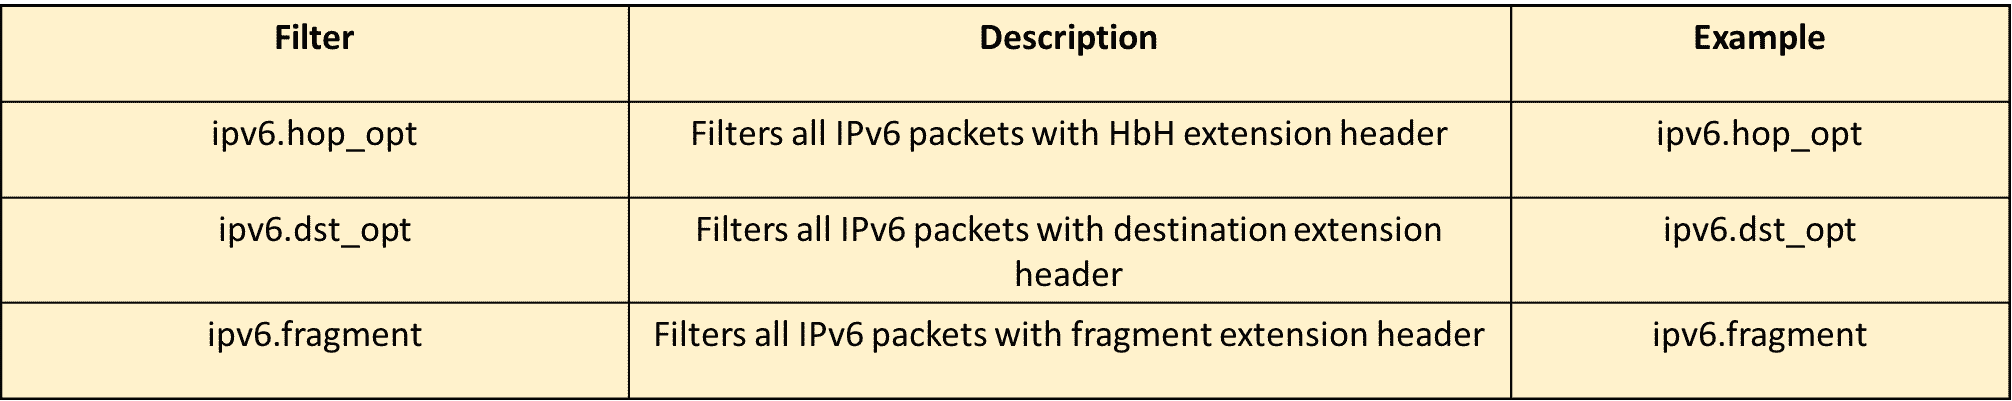 Filter Description Example
ipv6.hop_opt Filters all IPv6 packets with HbH extension header ipv6.hop_opt
ipv6.dst_opt Filters all IPv6 packets with destination extension ipv6.dst_opt
header
ipv6.fragment Filters all IPv6 packets with fragment extension header ipv6.fragment